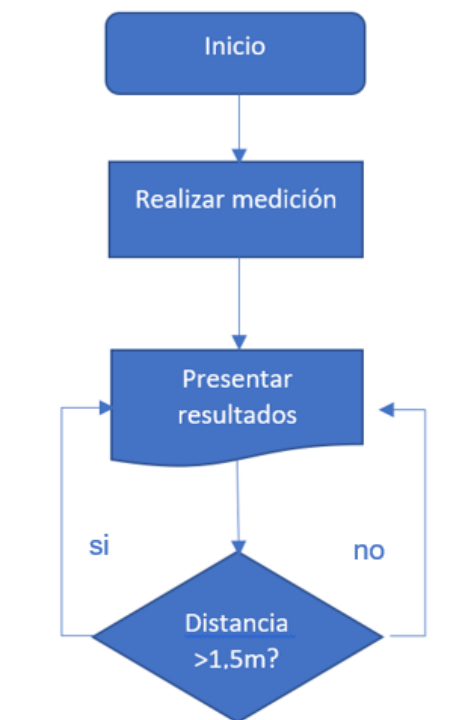 Inicio
Realizar medición
Presentar
resultados
si
no
Distancia
>1,5m?